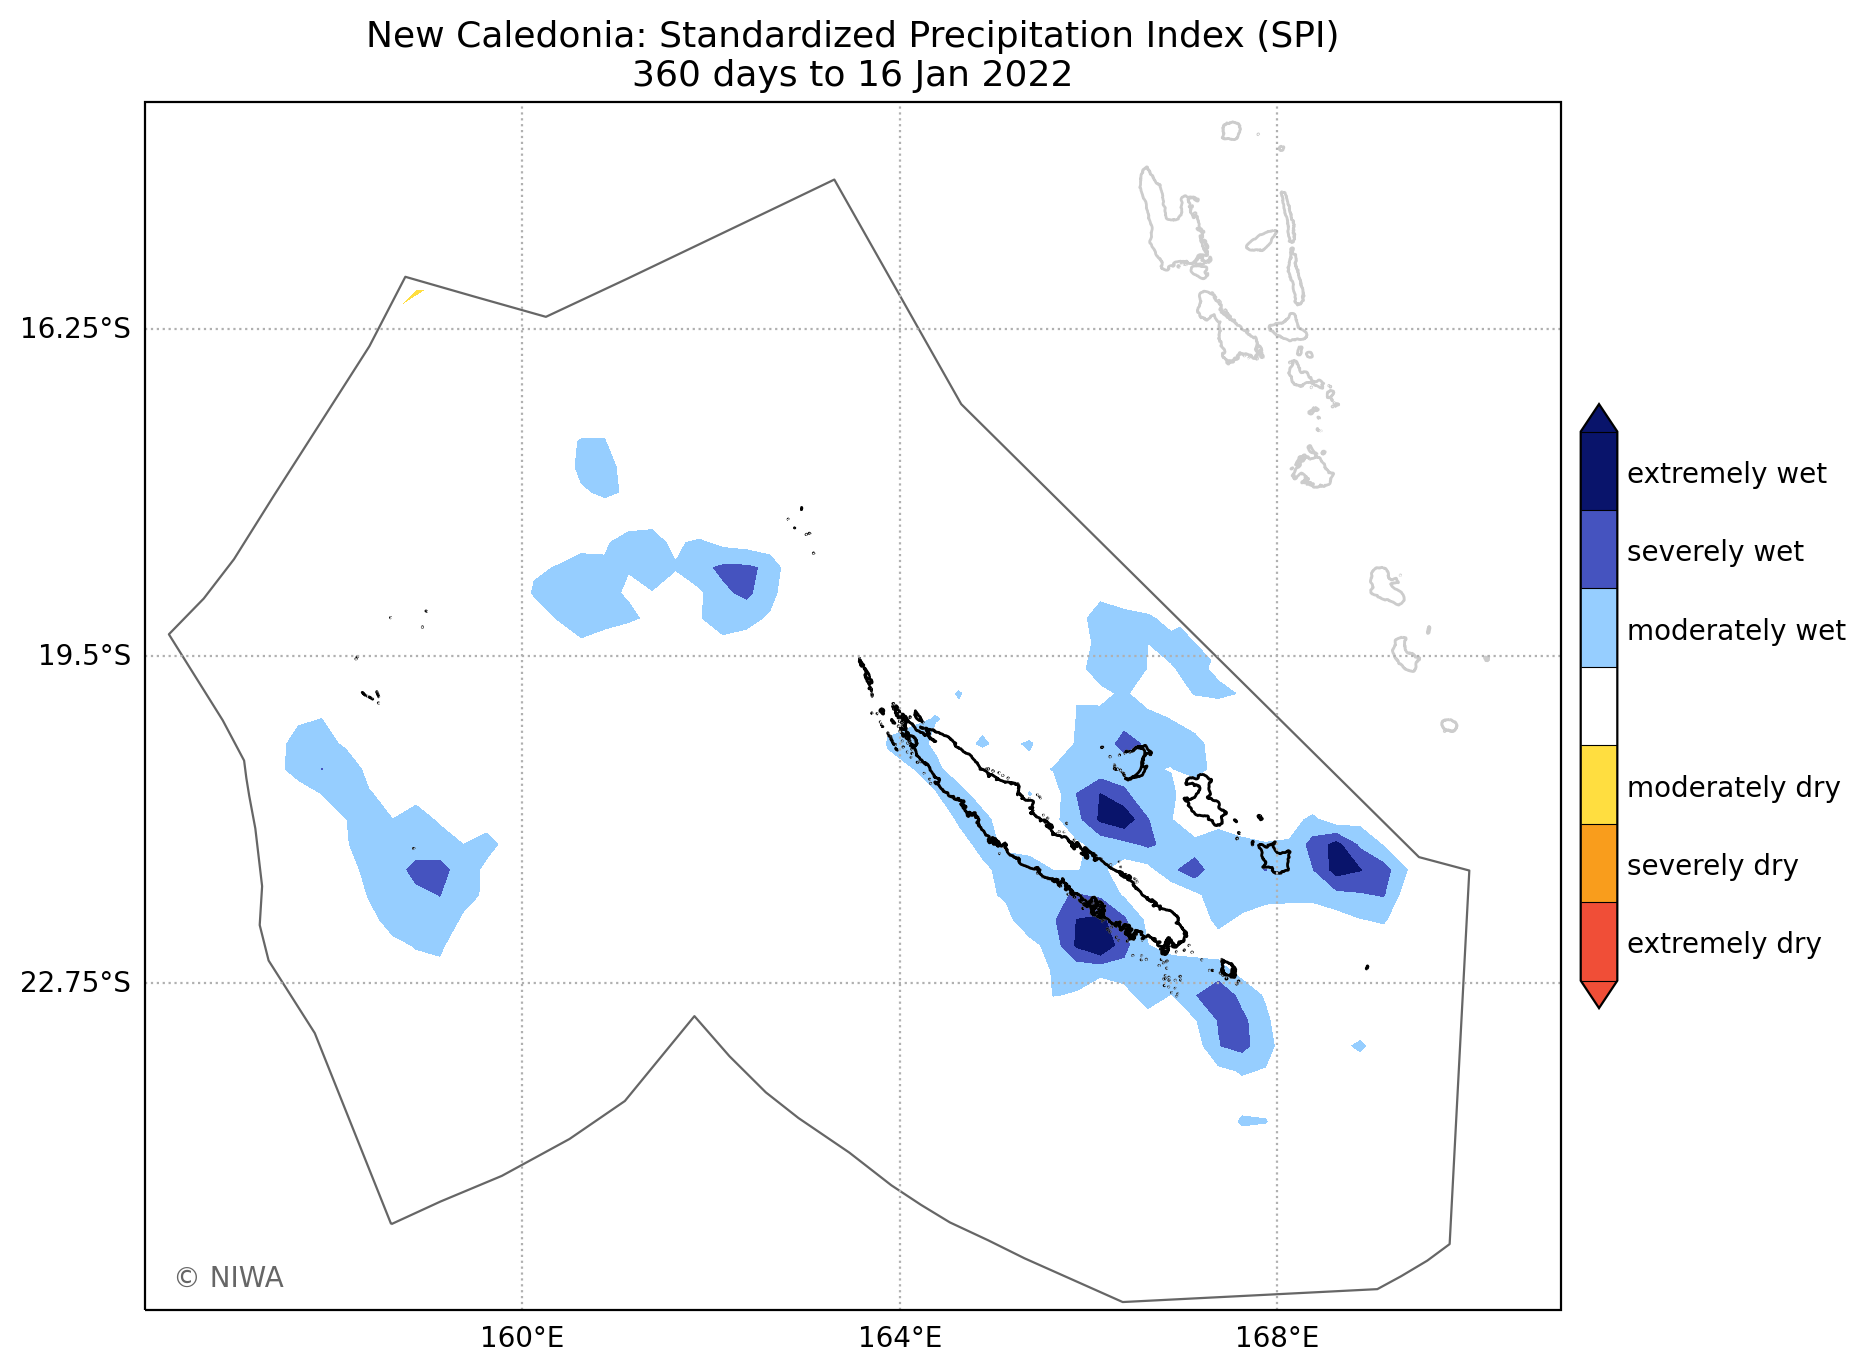 New Caledonia: Standardized Precipitation Index (SPI)
360 days to 16 Jan 2022
16.25°S
19.5°S
22.75°S
160°E
164°E
168°E
© NIWA
extremely wet
severely wet
moderately wet
moderately dry
severely dry
extremely dry